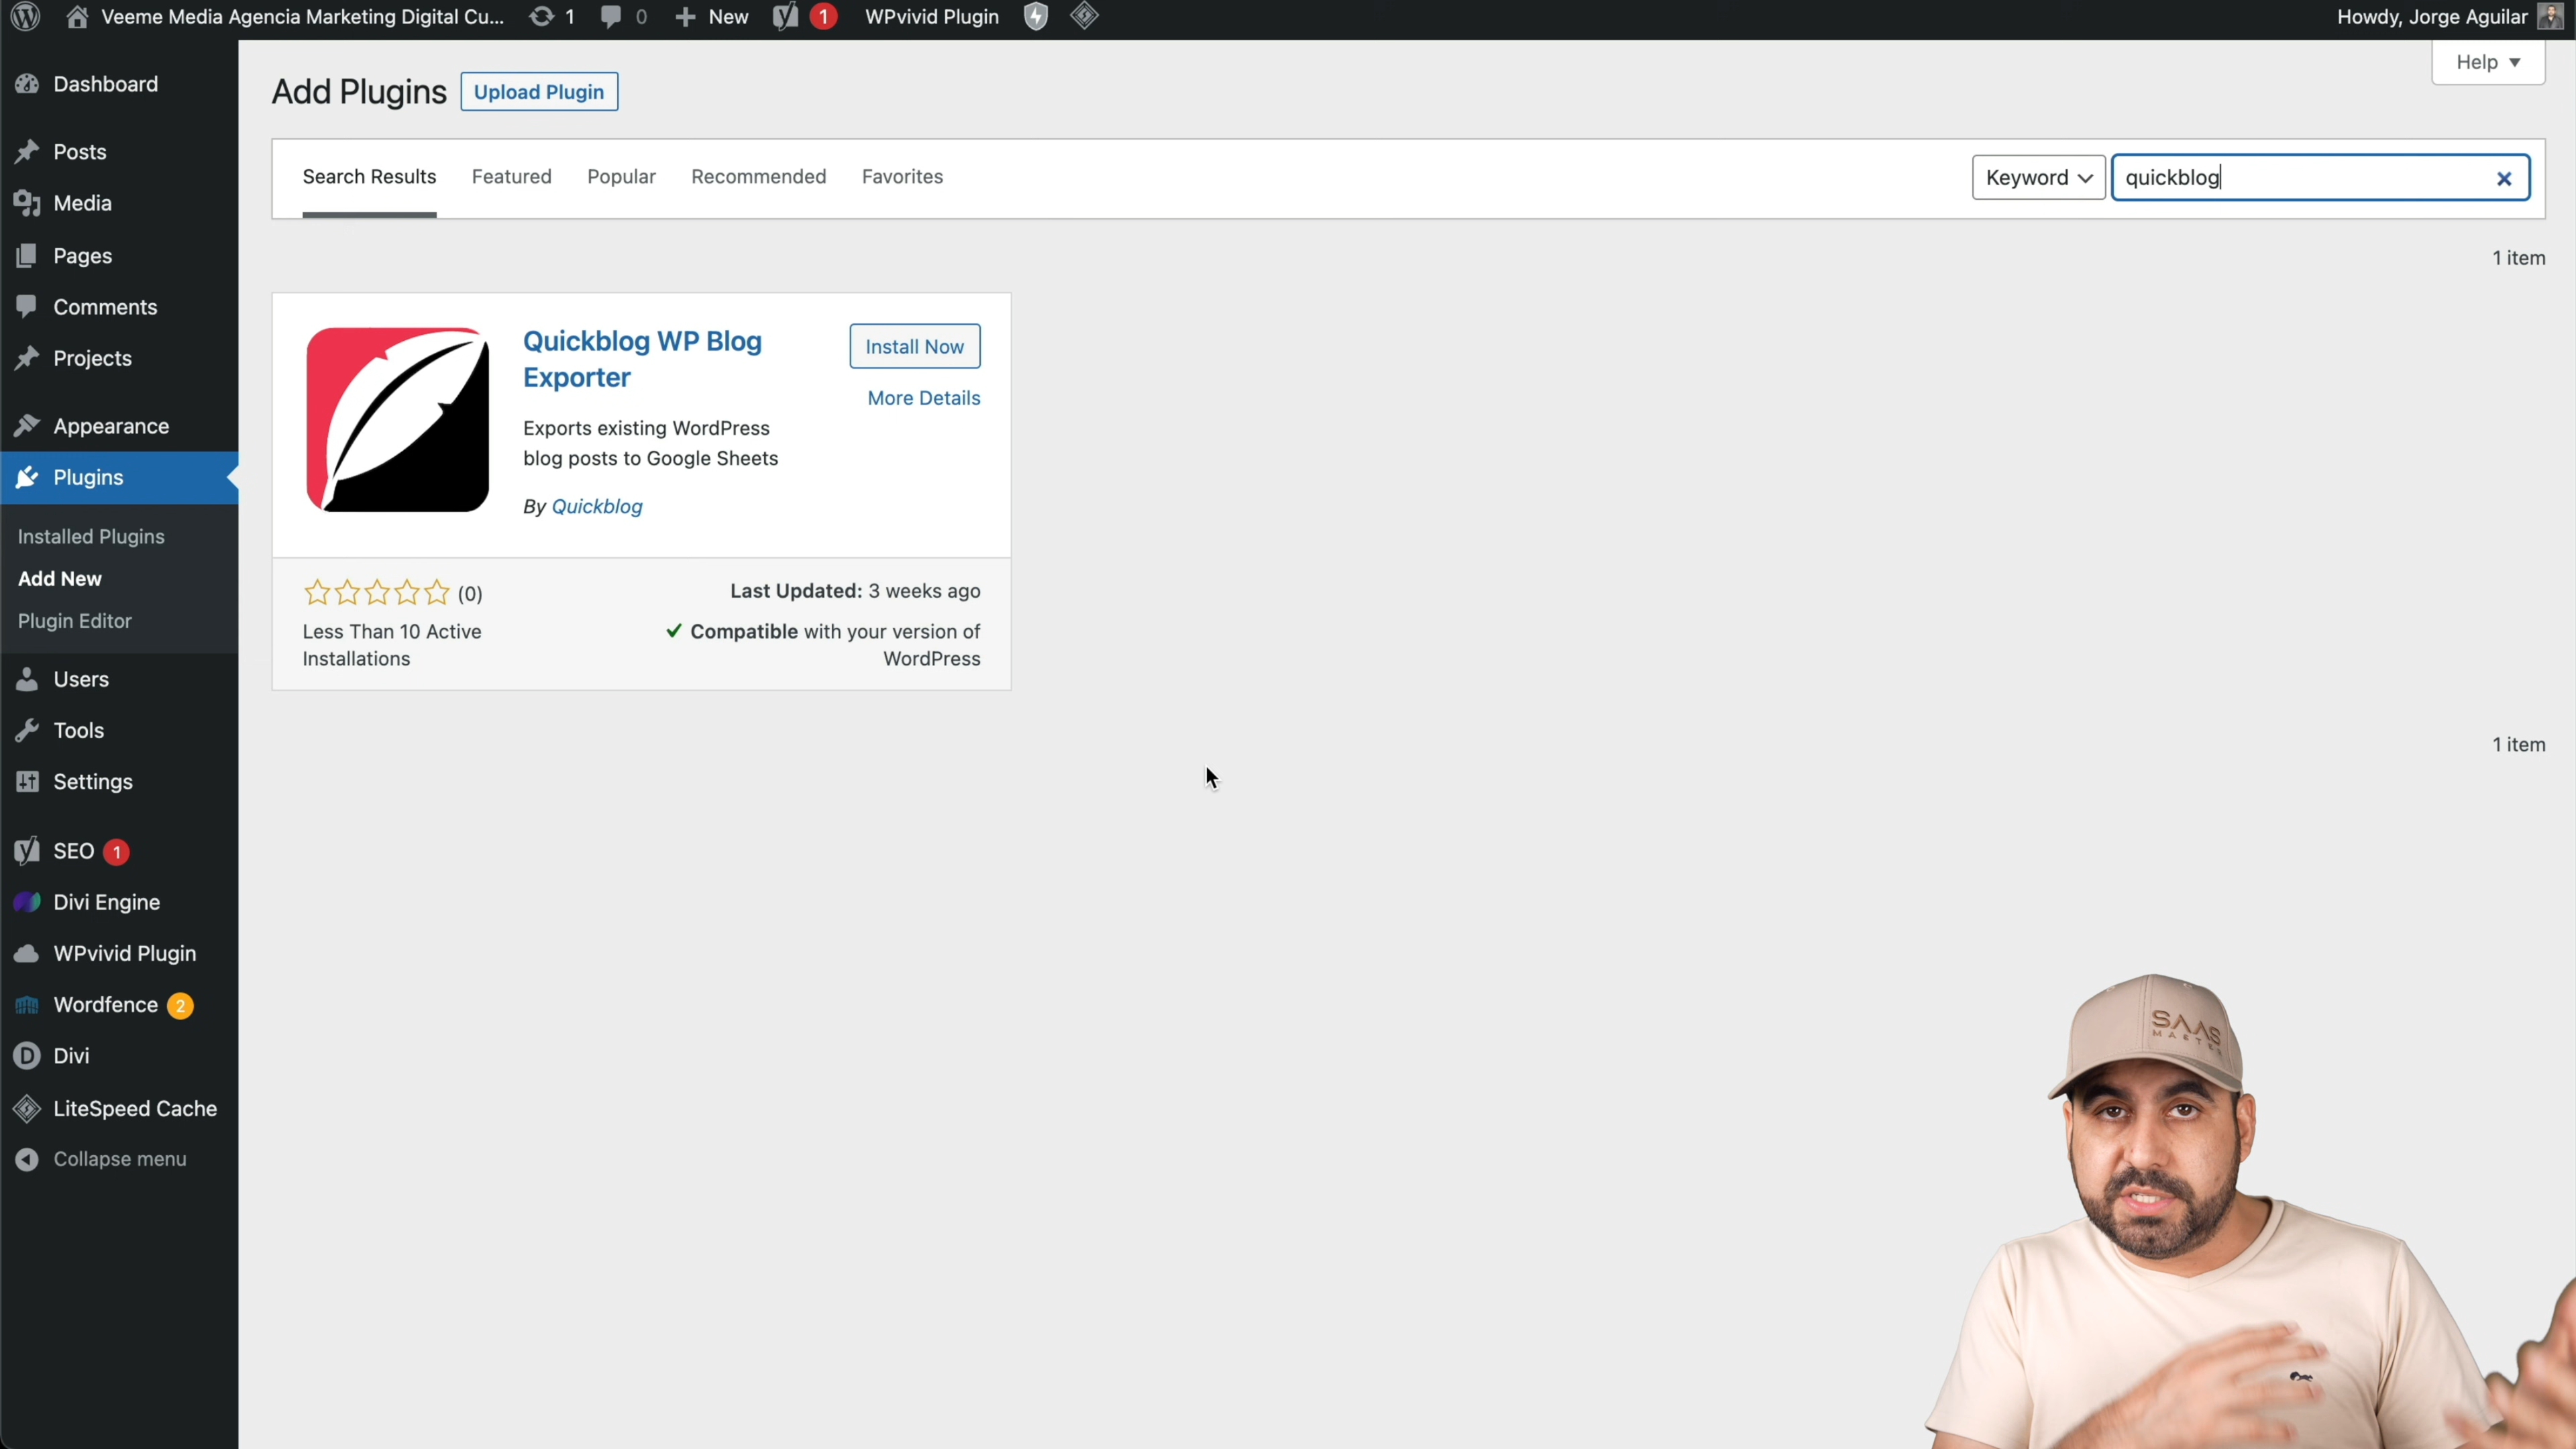 Veeme Media Agencia Marketing Digital Cu... 1 0 New 1 WPvivid Plugin Howdy, Jorge Aguilar
Help
Dashboard
Posts
Media
Pages
Comments
Projects
Appearance
Plugins
Installed Plugins
Add New
Plugin Editor
Users
Tools
Settings
SEO 1
Divi Engine
WPvivid Plugin
Wordfence 2
Divi
LiteSpeed Cache
Collapse menu
Add Plugins Upload Plugin
Search Results Featured Popular Recommended Favorites Keyword quickblog
1 item
Quickblog WP Blog
Exporter
Install Now
More Details
Exports existing WordPress
blog posts to Google Sheets
By Quickblog
(0)
Less Than 10 Active
Installations
Last Updated: 3 weeks ago
Compatible with your version of
WordPress
1 item
SAAS
MASTER